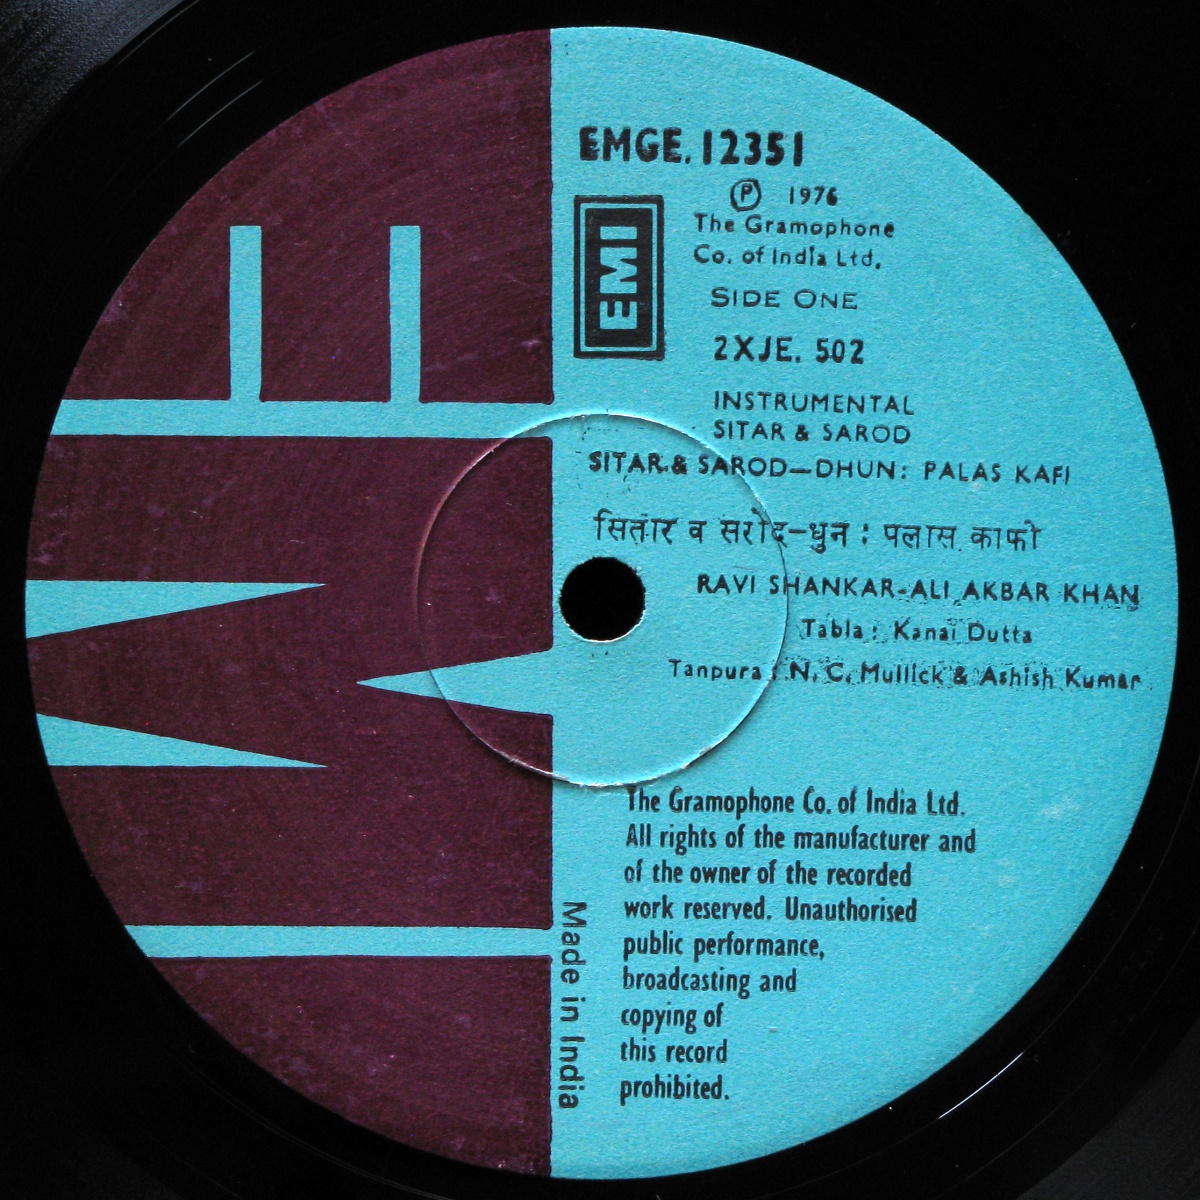 EMGE. 12351
℗ 1976
The Gramophone
Co. of India Ltd.
EMI
SIDE ONE
2XJE. 502
INSTRUMENTAL
SITAR & SAROD
SITAR & SAROD—DHUN: PALAS KAFI
सितार व सरोद-धुन : पलास काफी
RAVI SHANKAR-ALI AKBAR KHAN
Tabla : Kanai Dutta
Tanpura : N. C. Mullick & Ashish Kumar
The Gramophone Co. of India Ltd.
All rights of the manufacturer and
of the owner of the recorded
work reserved. Unauthorised
public performance,
broadcasting and
copying of
this record
prohibited.
Made in India
EMI